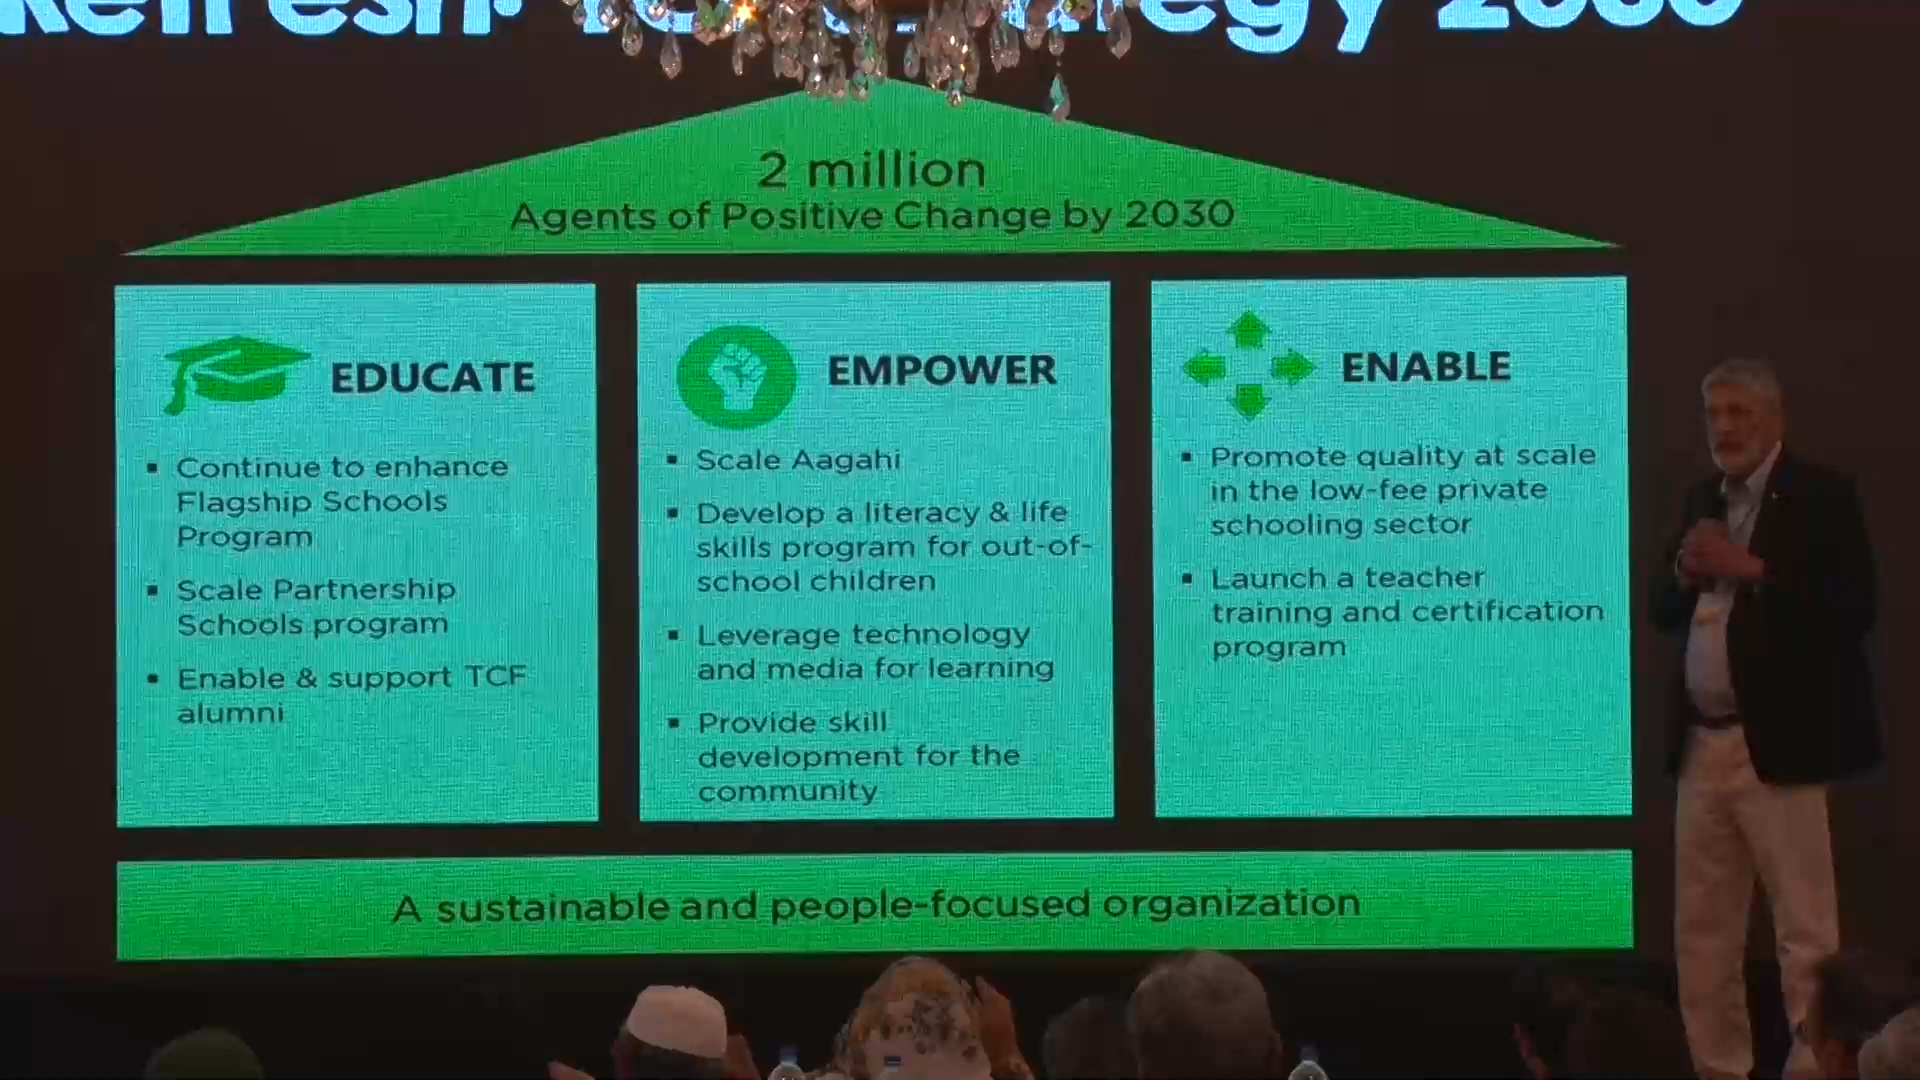 2030
2 million
Agents of Positive Change by 2030
EDUCATE
▪ Continue to enhance
Flagship Schools
Program
▪ Scale Partnership
Schools program
▪ Enable & support TCF
alumni
EMPOWER
▪ Scale Aagahi
▪ Develop a literacy & life
skills program for out-of-
school children
▪ Leverage technology
and media for learning
▪ Provide skill
development for the
community
ENABLE
▪ Promote quality at scale
in the low-fee private
schooling sector
▪ Launch a teacher
training and certification
program
A sustainable and people-focused organization